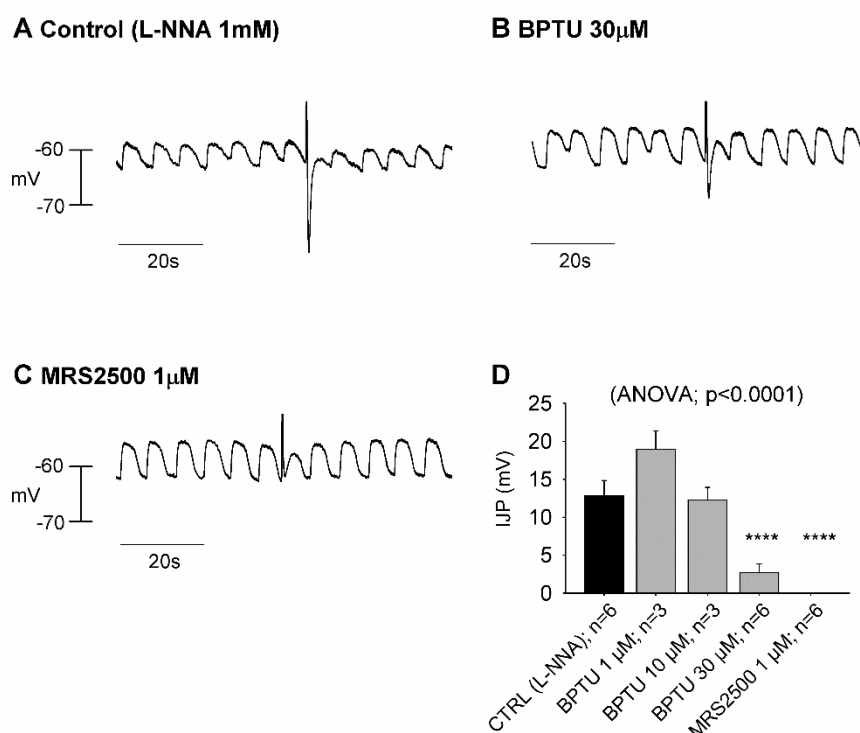 A Control (L-NNA 1mM)
-60
mV
-70
20s
B BPTU 30μM
20s
C MRS2500 1μM
-60
mV
-70
20s
D
(ANOVA; p<0.0001)
IJP (mV)
25
20
15
10
5
0
**** ****
CTRL (L-NNA); n=6
BPTU 1 μM; n=3
BPTU 10 μM; n=3
BPTU 30 μM; n=6
MRS2500 1 μM; n=6